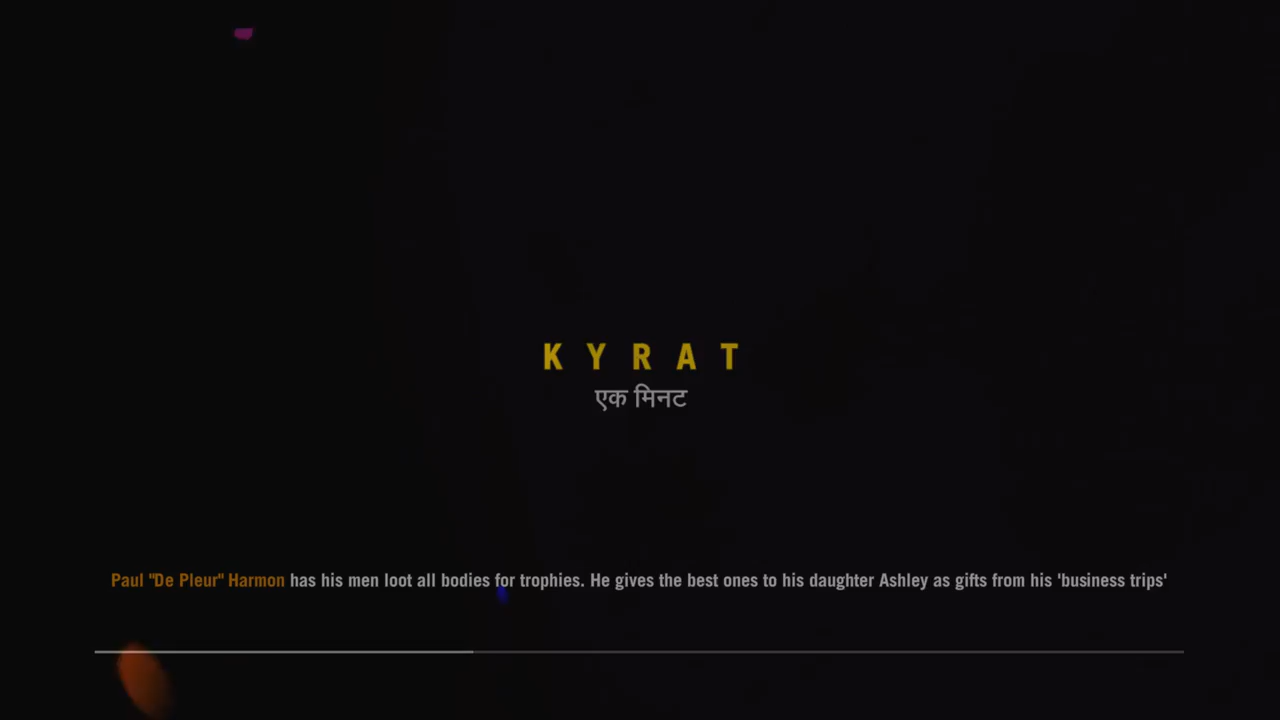 KYRAT
एक मिनट
Paul "De Pleur" Harmon has his men loot all bodies for trophies. He gives the best ones to his daughter Ashley as gifts from his 'business trips'